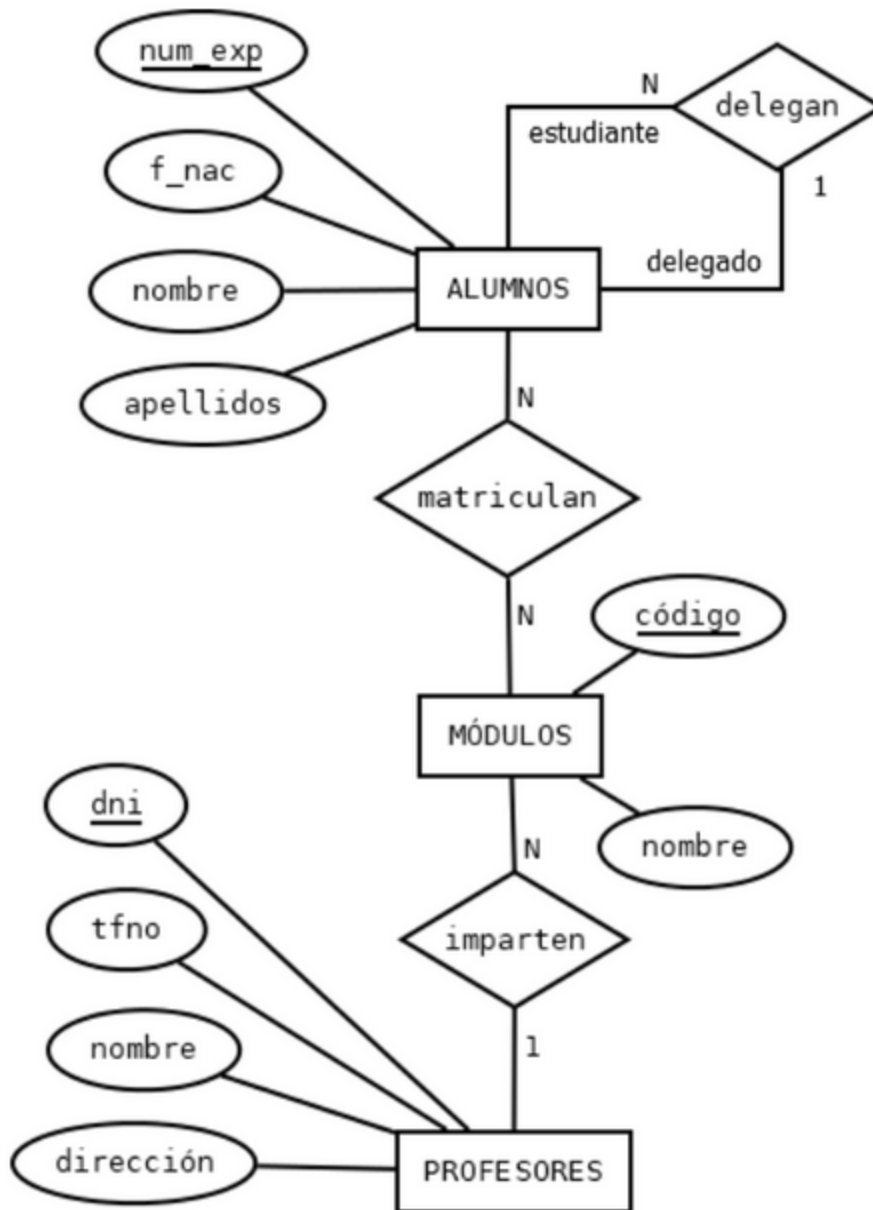 num_exp
N
delegan
estudiante
f_nac
1
delegado
nombre
ALUMNOS
apellidos
N
matriculan
N
código
MÓDULOS
dni
nombre
N
tfno
imparten
nombre
1
dirección
PROFESORES